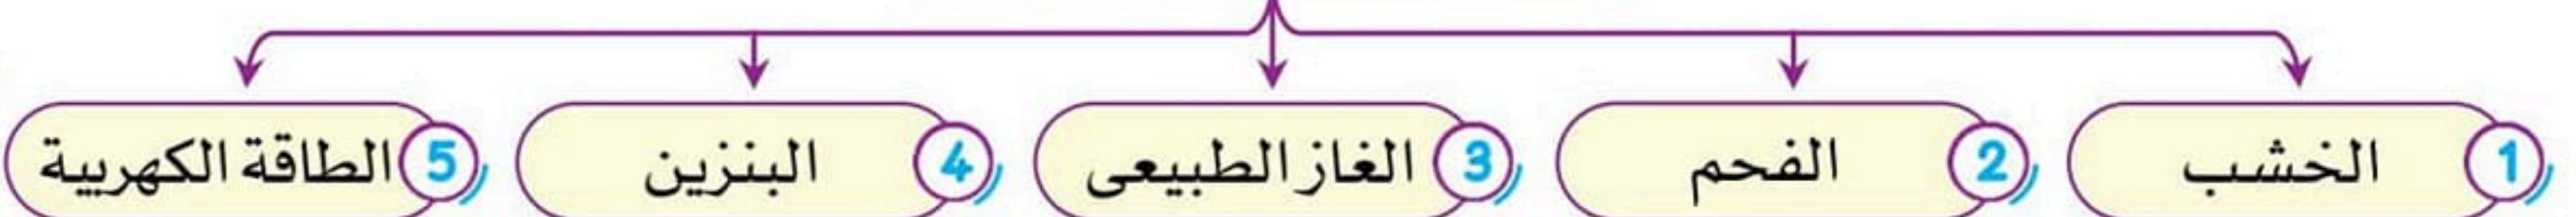 1 الخشب
2 الفحم
3 الغاز الطبيعى
4 البنزين
5 الطاقة الكهربية